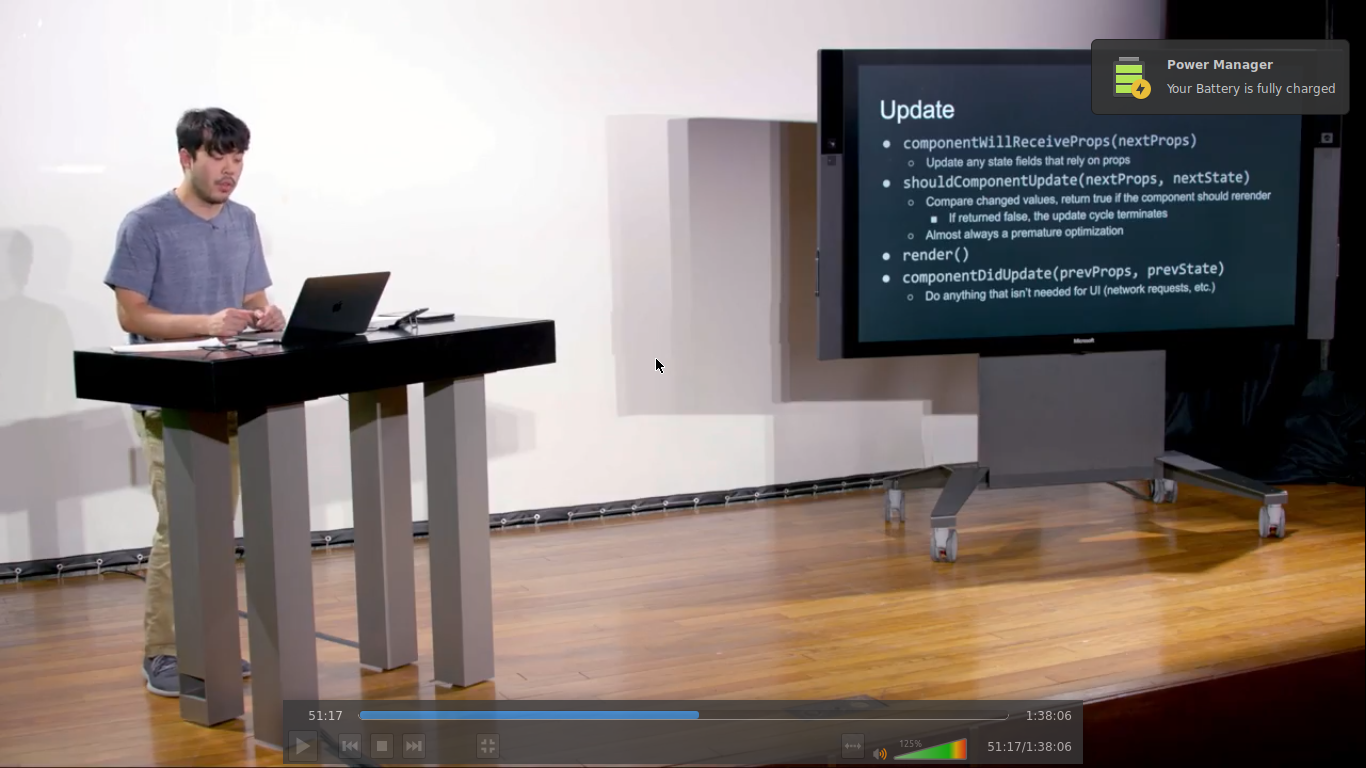 Power Manager
Your Battery is fully charged
Update
componentWillReceiveProps(nextProps)
Update any state fields that rely on props
shouldComponentUpdate(nextProps, nextState)
Compare changed values, return true if the component should rerender
If returned false, the update cycle terminates
Almost always a premature optimization
render()
componentDidUpdate(prevProps, prevState)
Do anything that isn't needed for UI (network requests, etc.)
Microsoft
51:17
1:38:06
125%
51:17/1:38:06